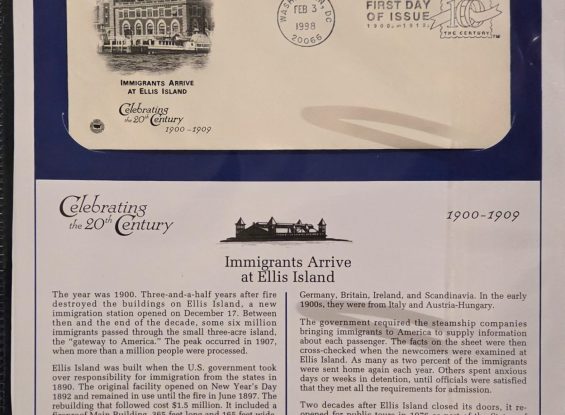 WASHINGTON, DC
FEB 3
1998
20066
FIRST DAY
OF ISSUE
1900-1912
100
THE CENTURY™
IMMIGRANTS ARRIVE
AT ELLIS ISLAND
Celebrating
the 20th Century
1900-1909
Celebrating
the 20th Century
1900-1909
Immigrants Arrive
at Ellis Island
The year was 1900. Three-and-a-half years after fire
destroyed the buildings on Ellis Island, a new
immigration station opened on December 17. Between
then and the end of the decade, some six million
immigrants passed through the small three-acre island,
the "gateway to America." The peak occurred in 1907,
when more than a million people were processed.
Ellis Island was built when the U.S. government took
over responsibility for immigration from the states in
1890. The original facility opened on New Year's Day
1892 and remained in use until the fire in June 1897. The
rebuilding that followed cost $1.5 million. It included a
Germany, Britain, Ireland, and Scandinavia. In the early
1900s, they were from Italy and Austria-Hungary.
The government required the steamship companies
bringing immigrants to America to supply information
about each passenger. The facts on the sheet were then
cross-checked when the newcomers were examined at
Ellis Island. As many as two percent of the immigrants
were sent home again each year. Others spent anxious
days or weeks in detention, until officials were satisfied
that they met all the requirements for admission.
Two decades after Ellis Island closed its doors, it re-